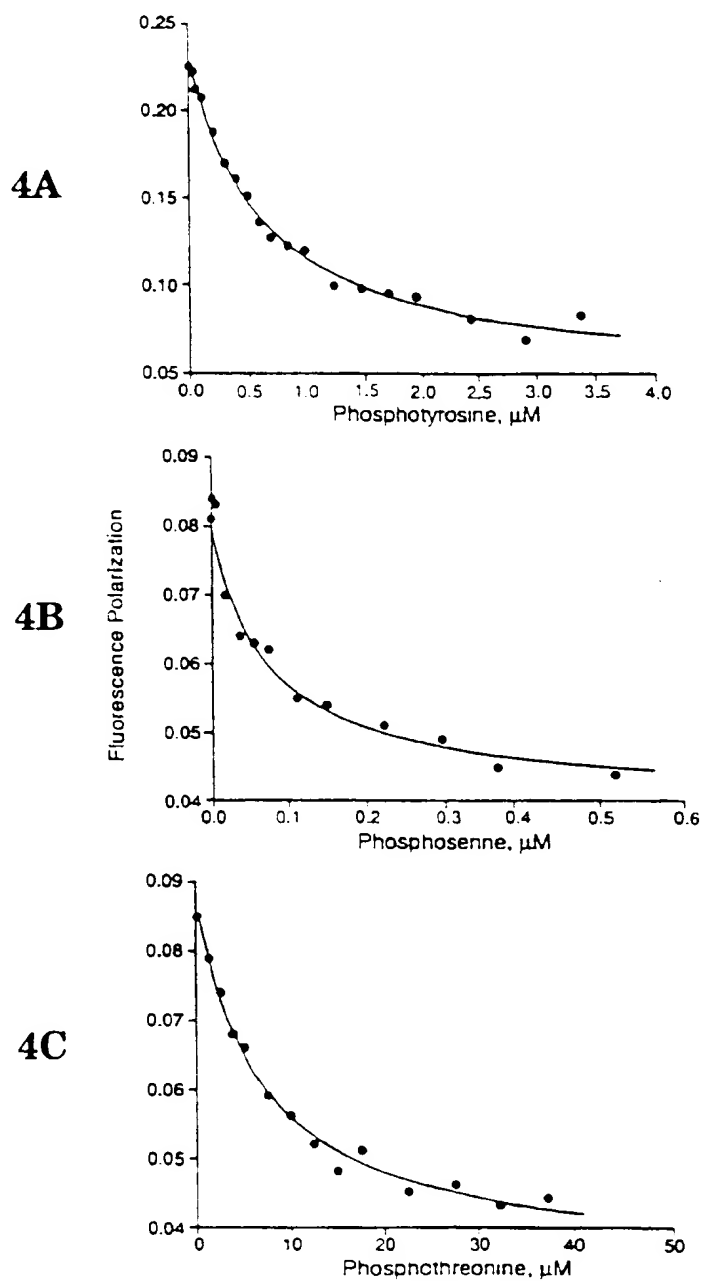 4A
0.25
0.20
0.15
0.10
0.05
0.0 0.5 1.0 1.5 2.0 2.5 3.0 3.5 4.0
Phosphotyrosine, μM
4B
Fluorescence Polarization
0.09
0.08
0.07
0.06
0.05
0.04
0.0 0.1 0.2 0.3 0.4 0.5 0.6
Phosphosenne, μM
4C
0.09
0.08
0.07
0.06
0.05
0.04
0 10 20 30 40 50
Phosphothreonine, μM